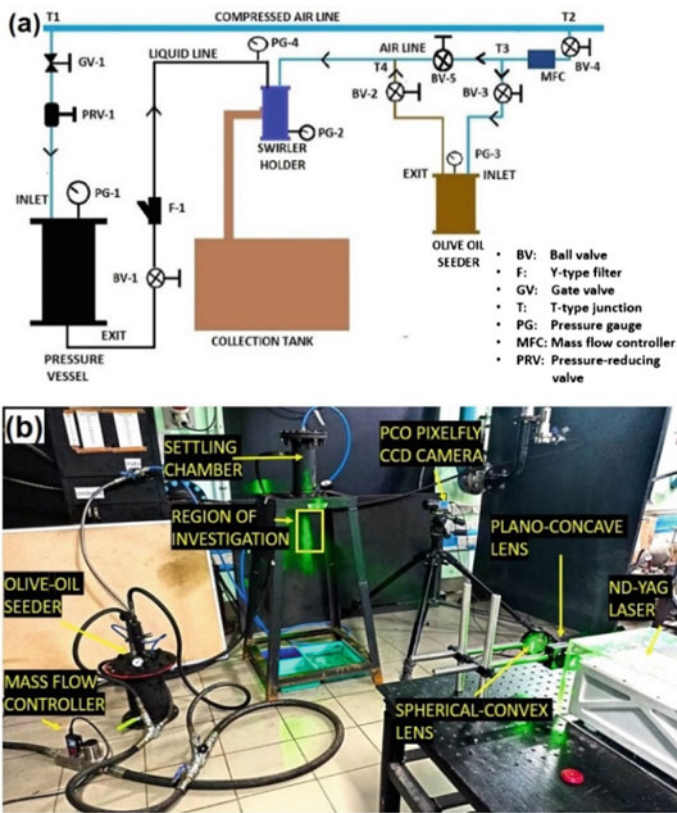 (a)
T1
COMPRESSED AIR LINE
T2
LIQUID LINE
PG-4
AIR LINE
T3
GV-1
T4
BV-5
MFC
BV-4
BV-2
BV-3
PRV-1
PG-2
SWIRLER
HOLDER
PG-1
PG-3
INLET
EXIT
INLET
F-1
OLIVE OIL
SEEDER
BV-1
EXIT
COLLECTION TANK
PRESSURE
VESSEL
• BV: Ball valve
• F: Y-type filter
• GV: Gate valve
• T: T-type junction
• PG: Pressure gauge
• MFC: Mass flow controller
• PRV: Pressure-reducing
valve
(b)
SETTLING
CHAMBER
PCO PIXELFLY
CCD CAMERA
REGION OF
INVESTIGATION
PLANO-CONCAVE
LENS
OLIVE-OIL
SEEDER
ND-YAG
LASER
MASS FLOW
CONTROLLER
SPHERICAL-CONVEX
LENS